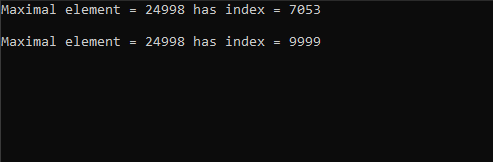 Maximal element = 24998 has index = 7053
Maximal element = 24998 has index = 9999